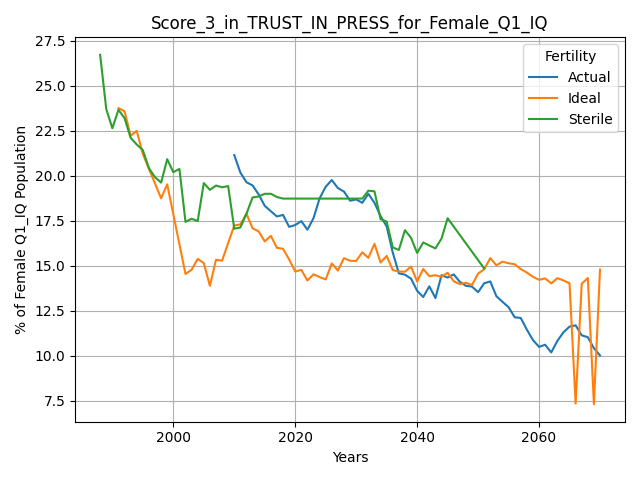 Score_3_in_TRUST_IN_PRESS_for_Female_Q1_IQ
% of Female Q1_IQ Population
27.5
25.0
22.5
20.0
17.5
15.0
12.5
10.0
7.5
Fertility
Actual
Ideal
Sterile
2000
2020
2040
2060
Years